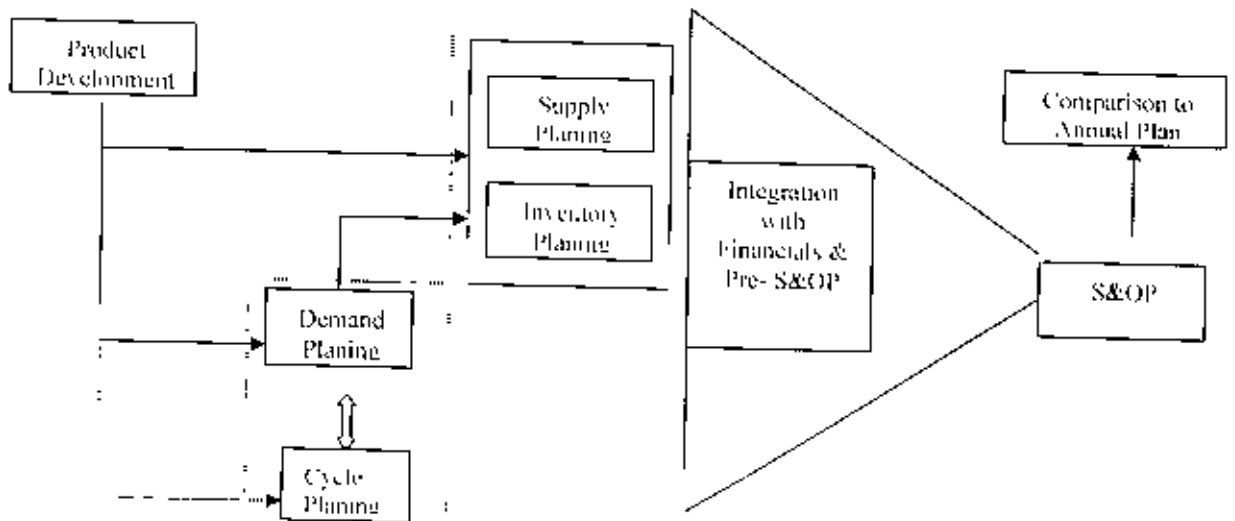 Product
Development
Supply
Planing
Inventory
Planing
Demand
Planing
Cycle
Planing
Integration
with
Financials &
Pre- S&OP
S&OP
Comparison to
Annual Plan